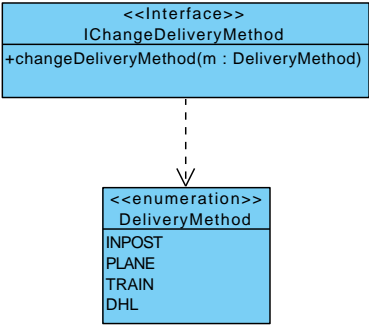 <<Interface>>
IChangeDeliveryMethod
+changeDeliveryMethod(m : DeliveryMethod)
<<enumeration>>
DeliveryMethod
INPOST
PLANE
TRAIN
DHL